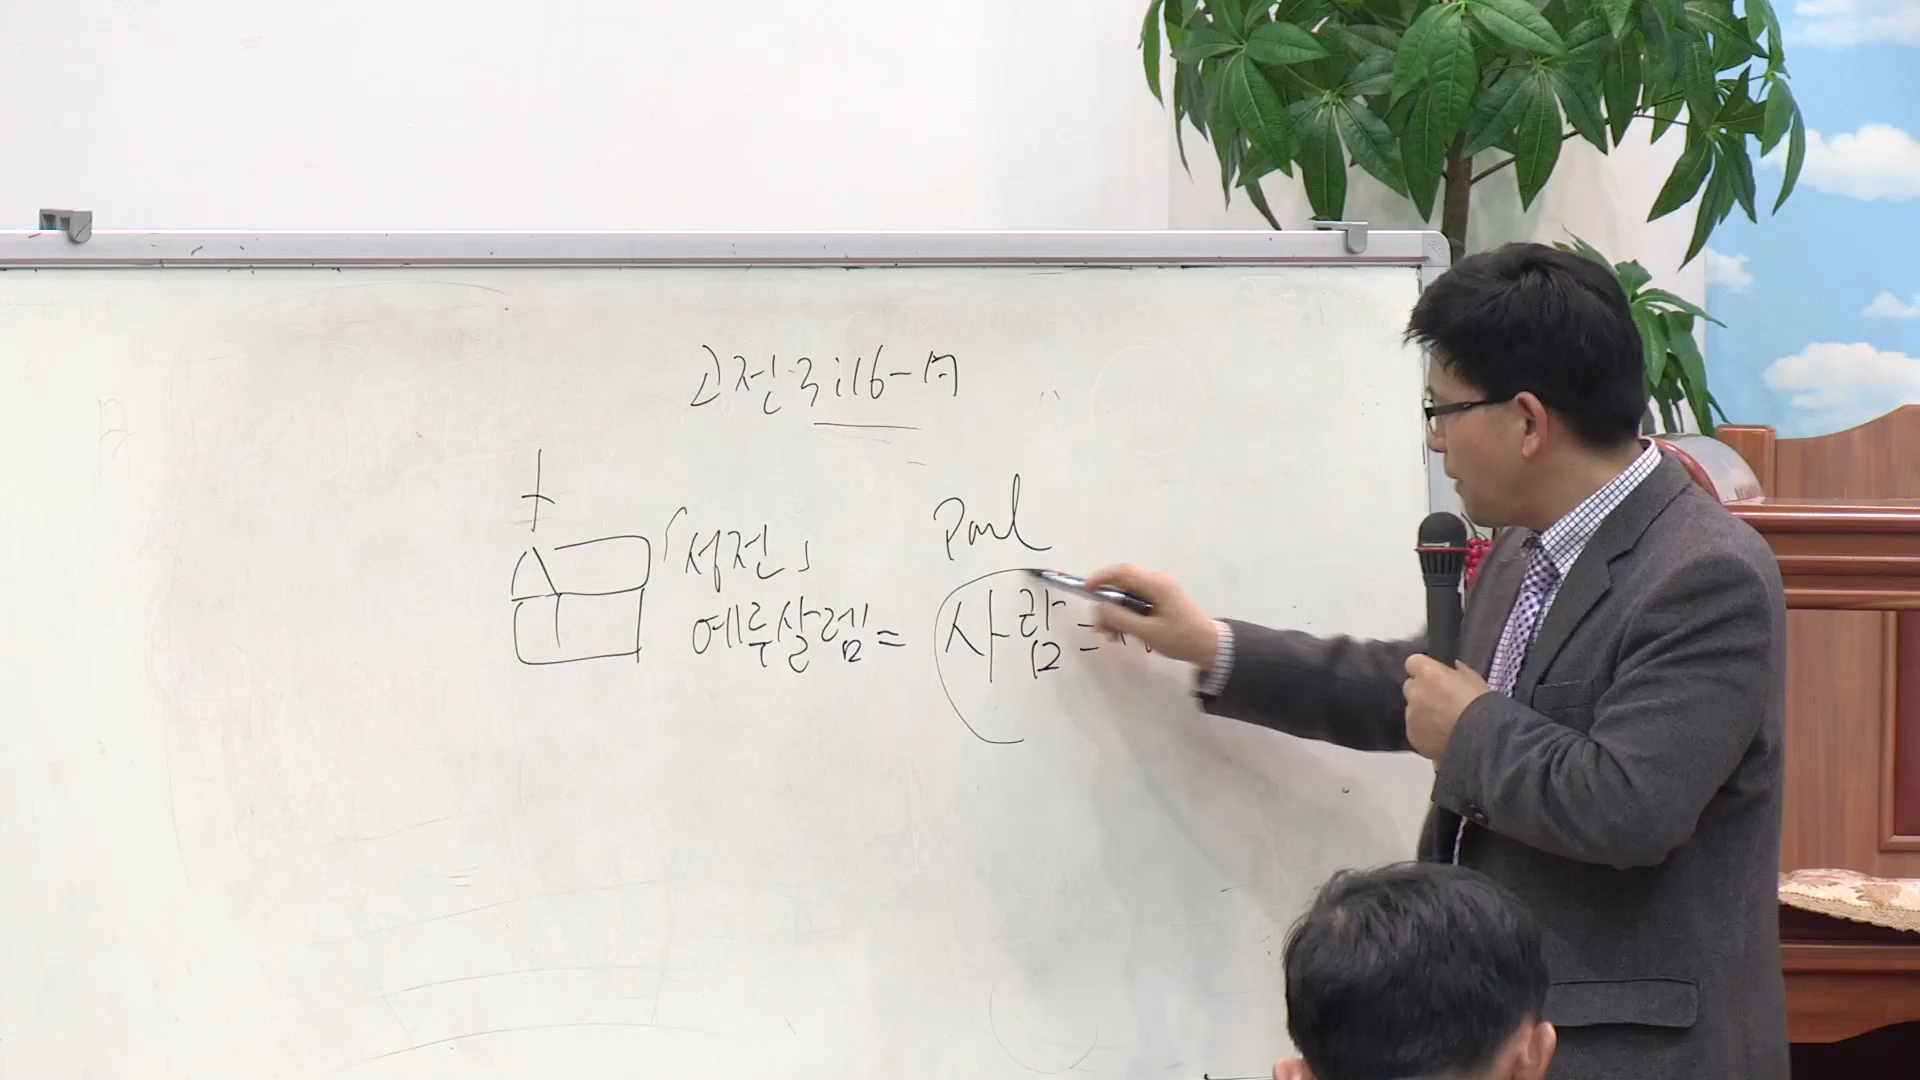 고전 3:16-17
「성전」
Paul
예루살렘 = 사람 =